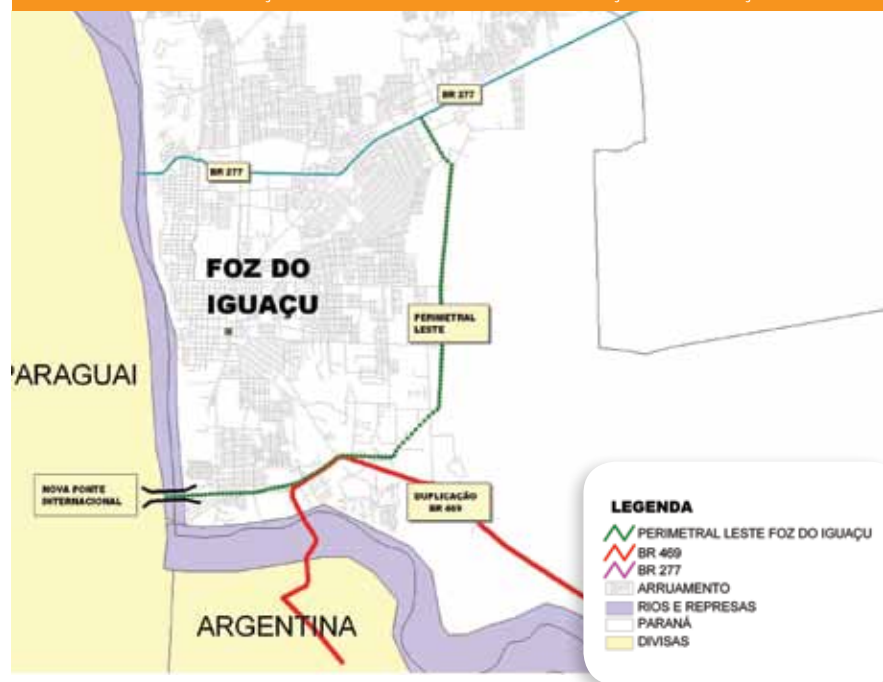 BR 277
BR 277
FOZ DO
IGUAÇU
PERIMETRAL
LESTE
PARAGUAI
NOVA PONTE
INTERNACIONAL
DUPLICAÇÃO
BR 469
ARGENTINA
LEGENDA
PERIMETRAL LESTE FOZ DO IGUAÇU
BR 469
BR 277
ARRUAMENTO
RIOS E REPRESAS
PARANÁ
DIVISAS